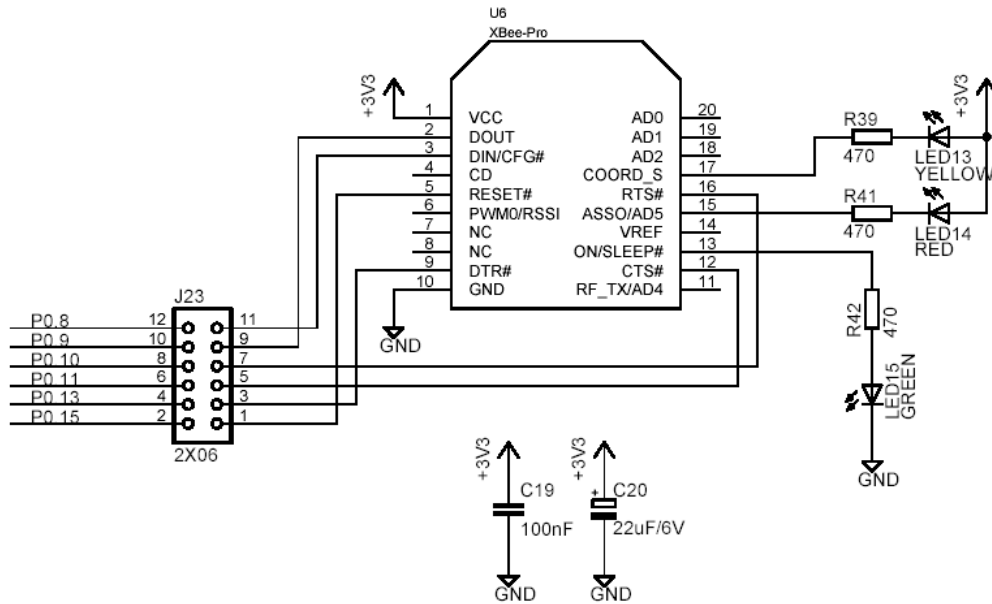 U6
XBee-Pro
+3V3
1 VCC AD0 20
2 DOUT AD1 19
3 DIN/CFG# AD2 18
4 CD COORD_S 17
5 RESET# RTS# 16
6 PWM0/RSSI ASSO/AD5 15
7 NC VREF 14
8 NC ON/SLEEP# 13
9 DTR# CTS# 12
10 GND RF_TX/AD4 11
GND
R39
470
LED13
YELLOW
+3V3
R41
470
LED14
RED
R42
470
LED15
GREEN
GND
J23
P0.8 12 11
P0.9 10 9
P0.10 8 7
P0.11 6 5
P0.13 4 3
P0.15 2 1
2X06
+3V3
C19
100nF
GND
+3V3
+
C20
22uF/6V
GND